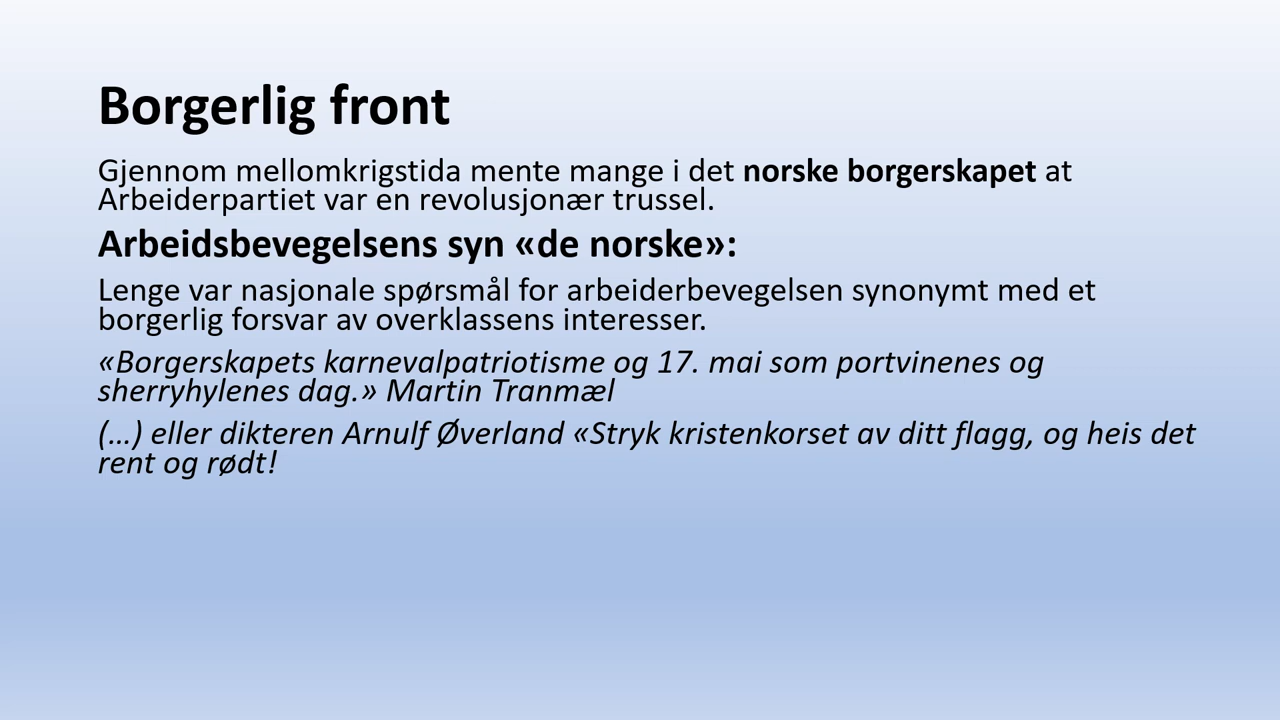 Borgerlig front
Gjennom mellomkrigstida mente mange i det norske borgerskapet at
Arbeiderpartiet var en revolusjonær trussel.
Arbeidsbevegelsens syn «de norske»:
Lenge var nasjonale spørsmål for arbeiderbevegelsen synonymt med et
borgerlig forsvar av overklassens interesser.
«Borgerskapets karnevalpatriotisme og 17. mai som portvinenes og
sherryhylenes dag.» Martin Tranmæl
(…) eller dikteren Arnulf Øverland «Stryk kristenkorset av ditt flagg, og heis det
rent og rødt!